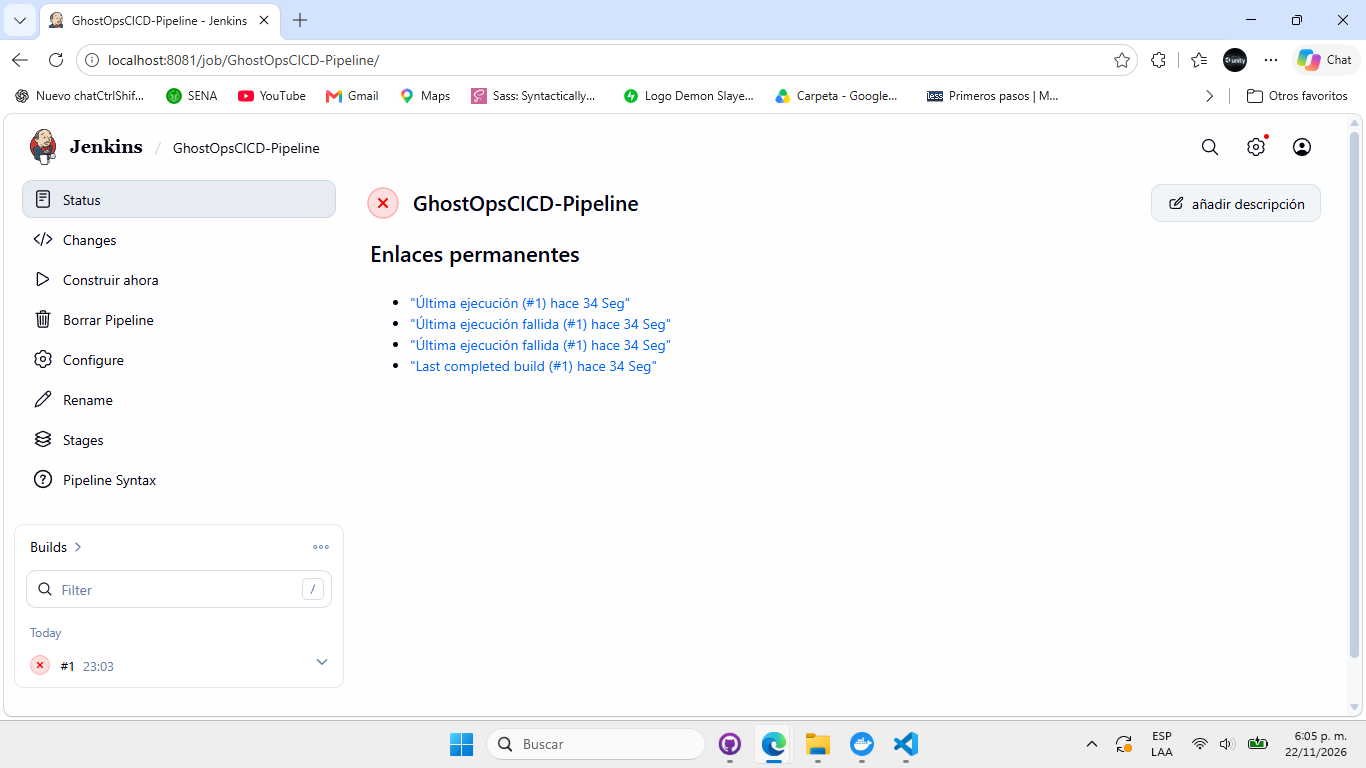 GhostOpsCICD-Pipeline - Jenkins
localhost:8081/job/GhostOpsCICD-Pipeline/
unity
Chat
Nuevo chatCtrlShif...
SENA
YouTube
Gmail
Maps
Sass: Syntactically...
Logo Demon Slaye...
Carpeta - Google...
Primeros pasos | M...
Otros favoritos
Jenkins / GhostOpsCICD-Pipeline
Status
Changes
Construir ahora
Borrar Pipeline
Configure
Rename
Stages
Pipeline Syntax
Builds
Filter /
Today
#1 23:03
GhostOpsCICD-Pipeline
añadir descripción
Enlaces permanentes
"Última ejecución (#1) hace 34 Seg"
"Última ejecución fallida (#1) hace 34 Seg"
"Última ejecución fallida (#1) hace 34 Seg"
"Last completed build (#1) hace 34 Seg"
Buscar
ESP
LAA
6:05 p. m.
22/11/2026